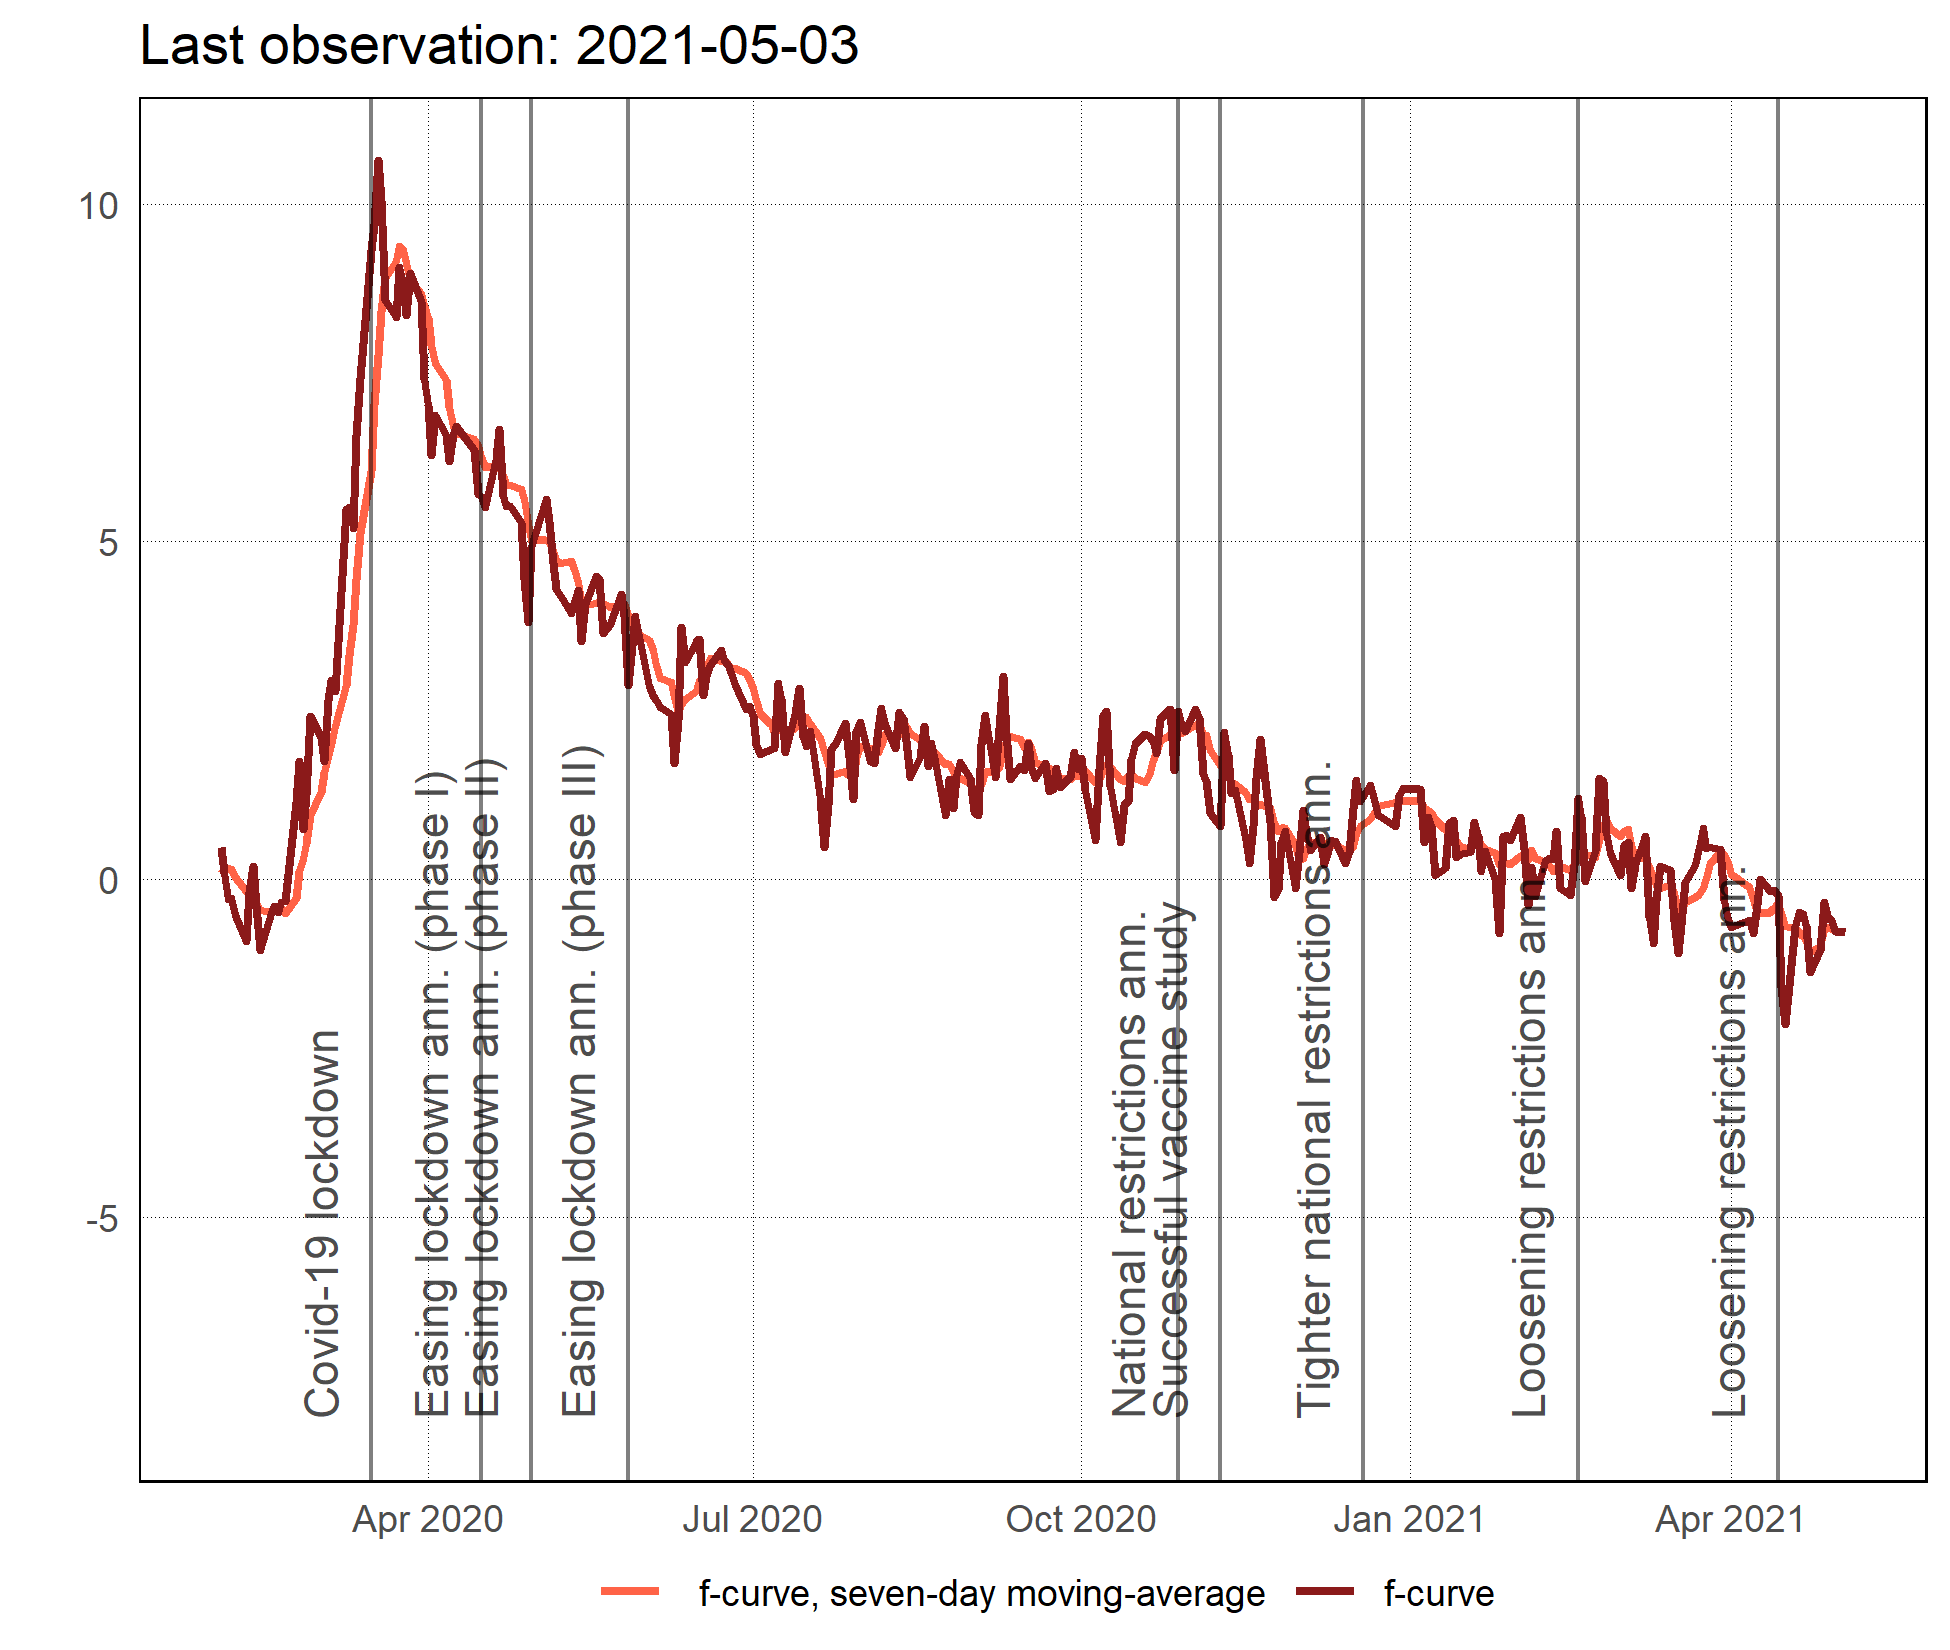 Last observation: 2021-05-03
10
5
0
-5
Covid-19 lockdown
Easing lockdown ann. (phase I)
Easing lockdown ann. (phase II)
Easing lockdown ann. (phase III)
National restrictions ann.
Successful vaccine study
Tighter national restrictions ann.
Loosening restrictions ann.
Loosening restrictions ann.
Apr 2020
Jul 2020
Oct 2020
Jan 2021
Apr 2021
f-curve, seven-day moving-average
f-curve